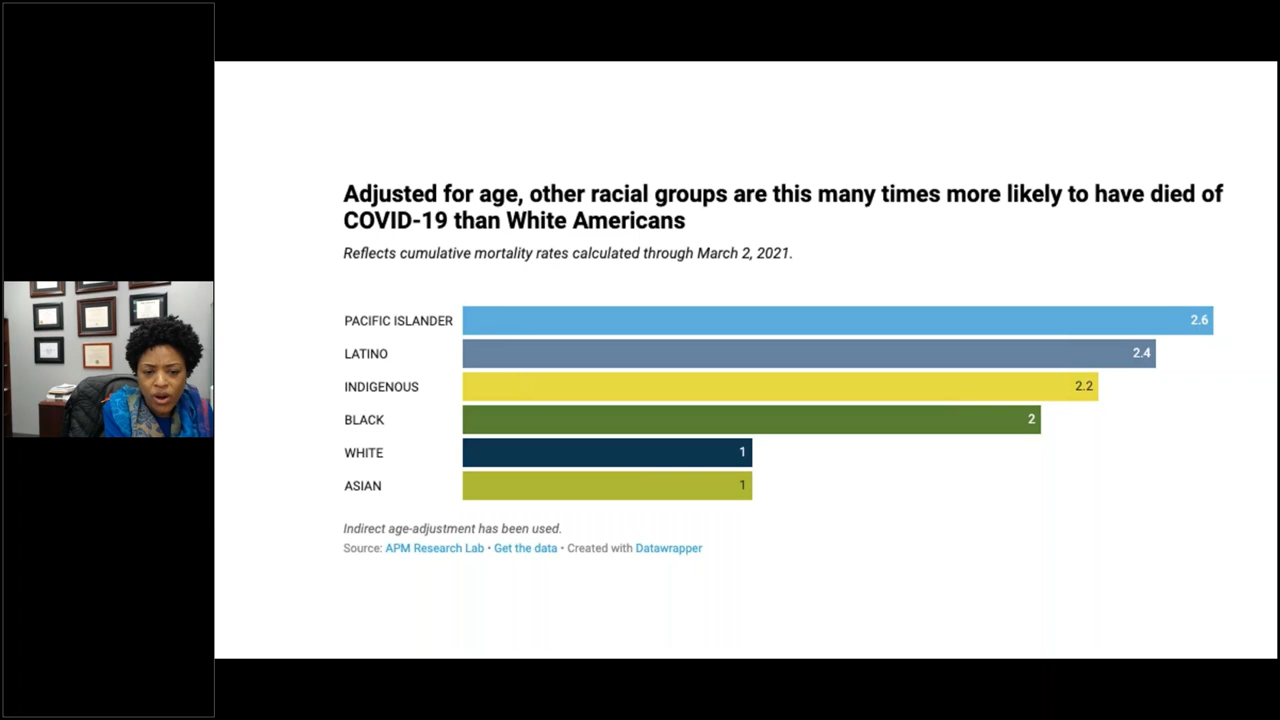 Adjusted for age, other racial groups are this many times more likely to have died of
COVID-19 than White Americans
Reflects cumulative mortality rates calculated through March 2, 2021.
PACIFIC ISLANDER 2.6
LATINO 2.4
INDIGENOUS 2.2
BLACK 2
WHITE 1
ASIAN 1
Indirect age-adjustment has been used.
Source: APM Research Lab • Get the data • Created with Datawrapper